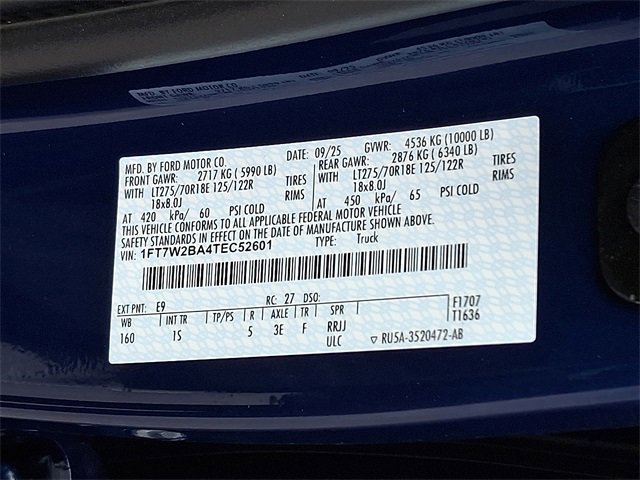 MFD. BY FORD MOTOR CO.
MFD. BY FORD MOTOR CO. DATE: 09/25 GVWR: 4536 KG (10000 LB)
FRONT GAWR: 2717 KG ( 5990 LB) REAR GAWR: 2876 KG ( 6340 LB)
WITH LT275/70R18E 125/122R TIRES WITH LT275/70R18E 125/122R TIRES
18x8.0J RIMS 18x8.0J RIMS
AT 420 kPa/ 60 PSI COLD AT 450 kPa/ 65 PSI COLD
THIS VEHICLE CONFORMS TO ALL APPLICABLE FEDERAL MOTOR VEHICLE
SAFETY STANDARDS IN EFFECT ON THE DATE OF MANUFACTURE SHOWN ABOVE.
VIN: 1FT7W2BA4TEC52601 TYPE: Truck
EXT PNT: E9 RC: 27 DSO: F1707
WB INT TR TP/PS R AXLE TR SPR T1636
160 1S 5 3E F RRJJ
ULC ▽ RU5A-3520472-AB